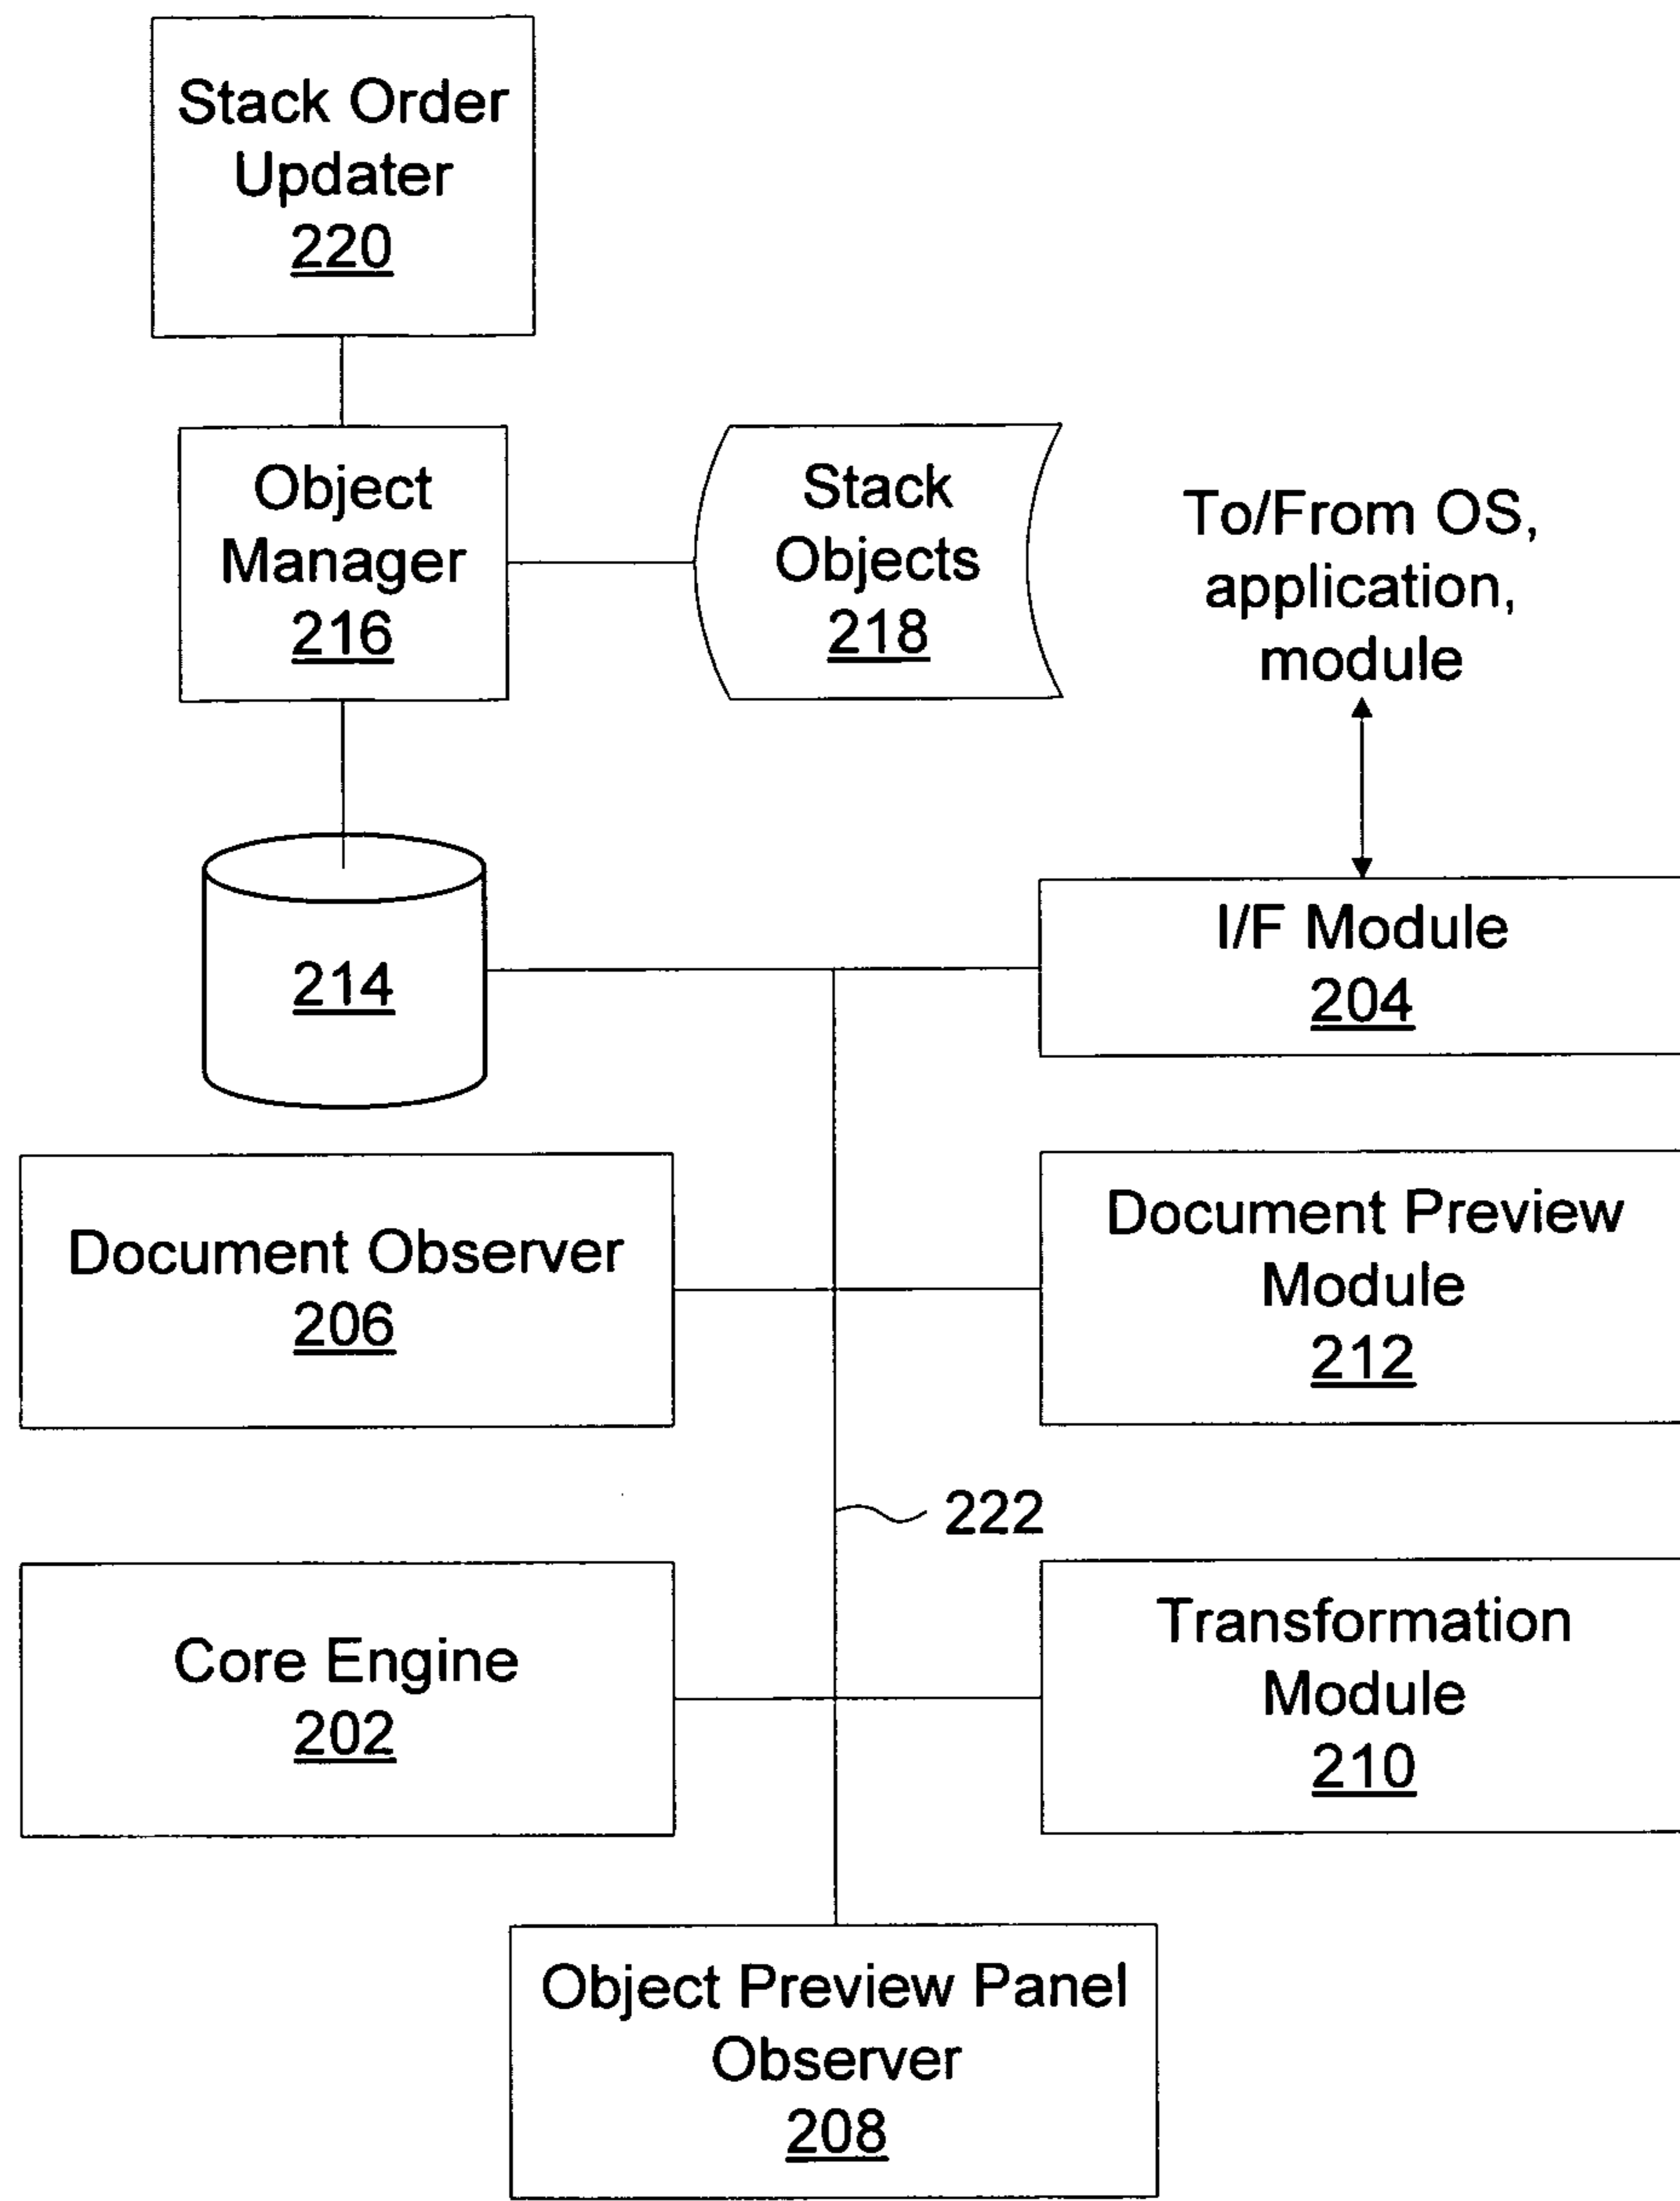 Stack Order
Updater
220
Object
Manager
216
Stack
Objects
218
To/From OS,
application,
module
214
I/F Module
204
Document Observer
206
Document Preview
Module
212
222
Core Engine
202
Transformation
Module
210
Object Preview Panel
Observer
208